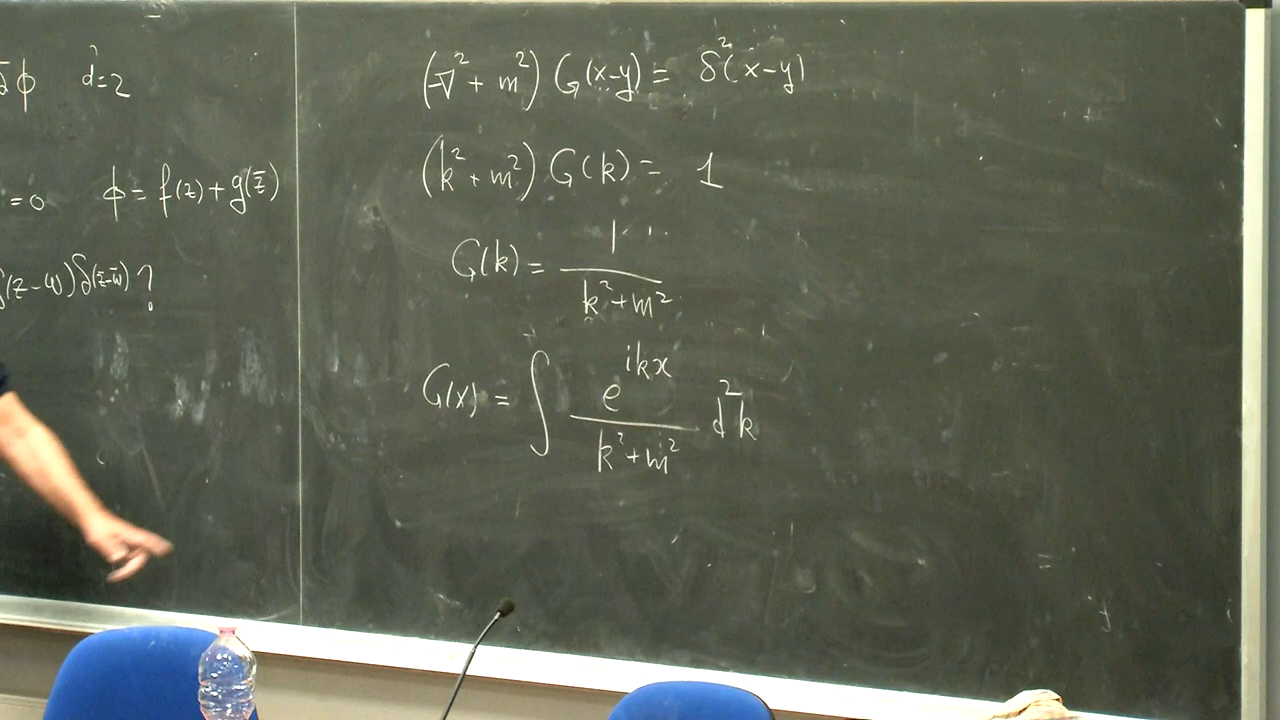 ∂̄ϕ d=2
=0 ϕ = f(z)+g(z̄)
δ(z-w)δ(z̄-w̄)?
(-∇²+m²) G(x-y) = δ²(x-y)
(k²+m²) G(k) = 1
G(k) = 1/(k²+m²)
G(x) = ∫ e^{ikx}/(k²+m²) d²k